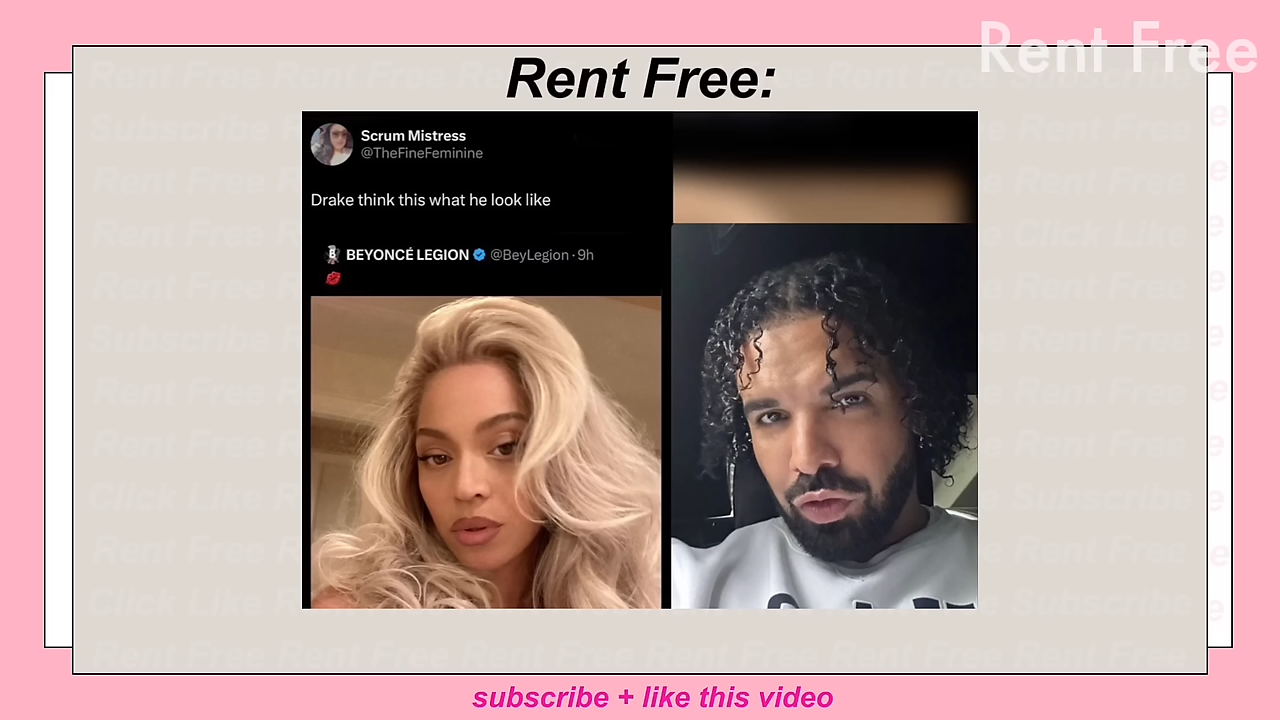 Rent Free
Rent Free:
Scrum Mistress
@TheFineFeminine
Drake think this what he look like
BEYONCÉ LEGION @BeyLegion · 9h
subscribe + like this video